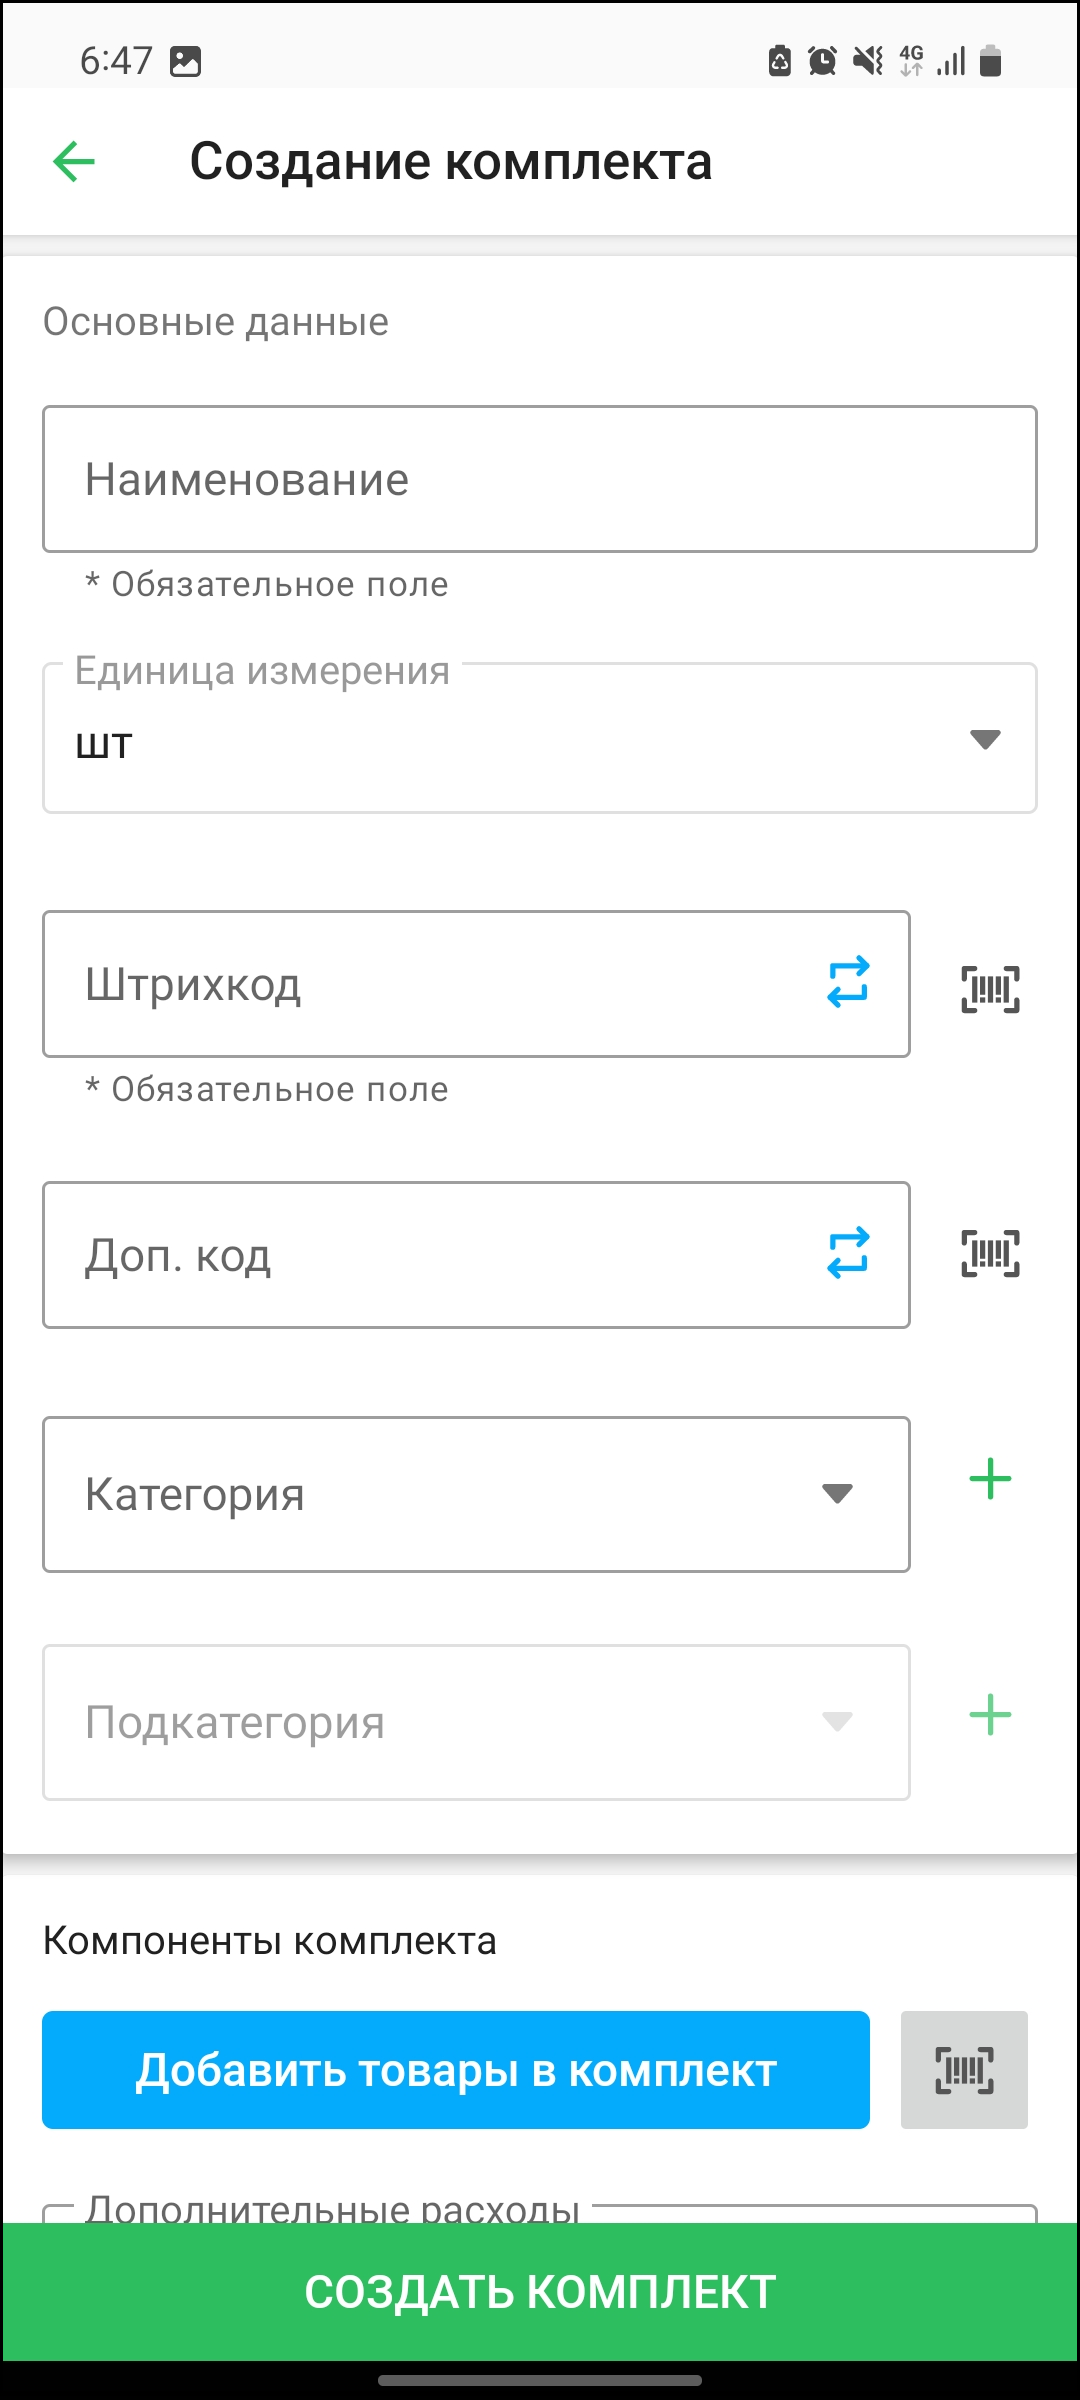 6:47
4G
Создание комплекта
Основные данные
Наименование
* Обязательное поле
Единица измерения
шт
Штрихкод
* Обязательное поле
Доп. код
Категория
Подкатегория
Компоненты комплекта
Добавить товары в комплект
Дополнительные расходы
СОЗДАТЬ КОМПЛЕКТ